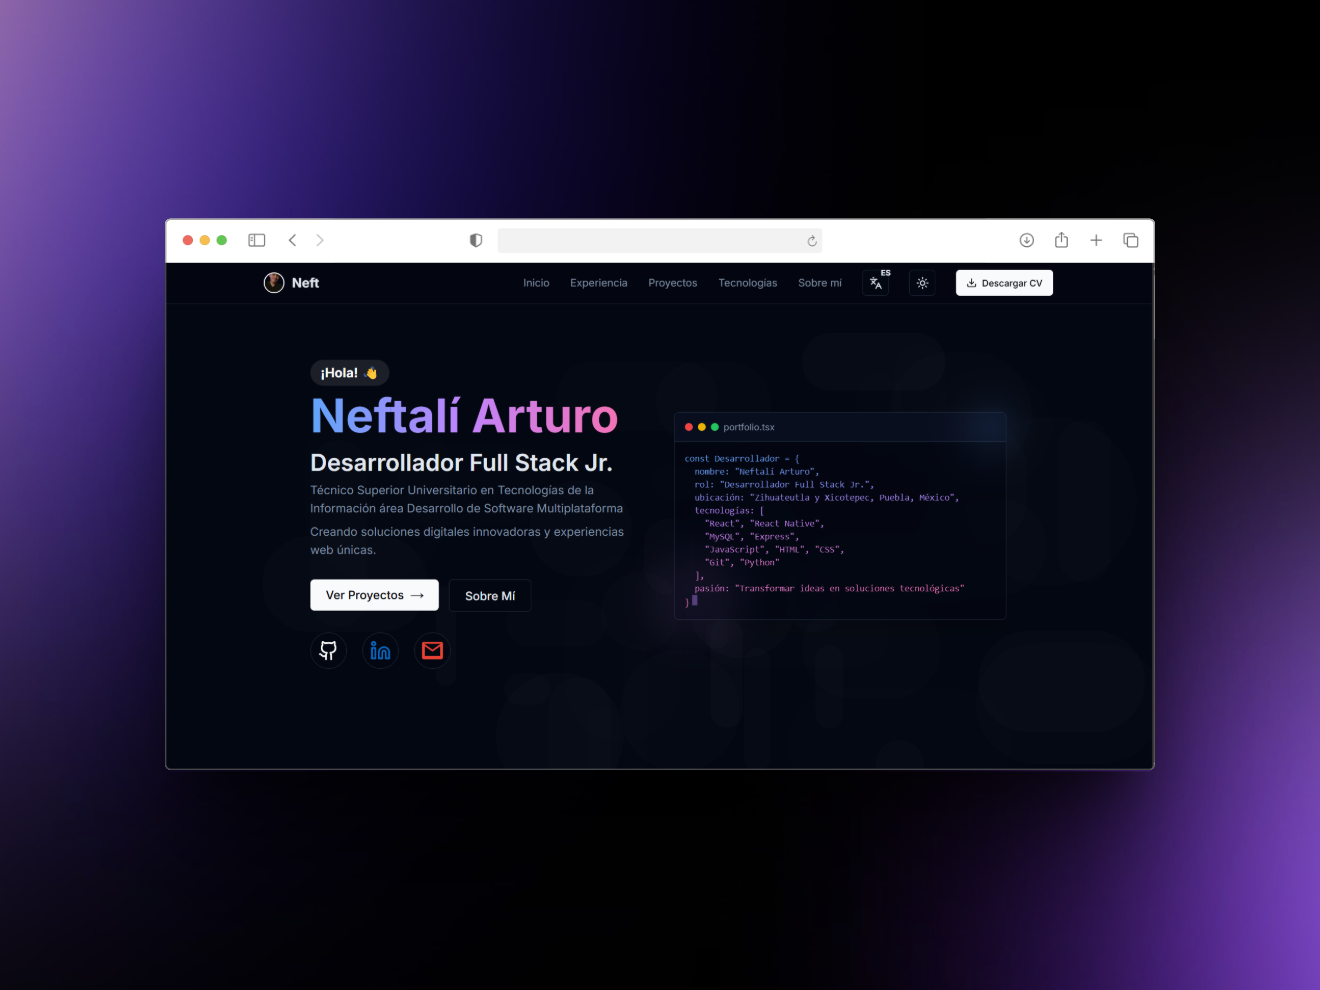 Neft
Inicio
Experiencia
Proyectos
Tecnologías
Sobre mí
ES
Descargar CV
¡Hola! 👋
Neftalí Arturo
Desarrollador Full Stack Jr.
Técnico Superior Universitario en Tecnologías de la
Información área Desarrollo de Software Multiplataforma
Creando soluciones digitales innovadoras y experiencias
web únicas.
Ver Proyectos →
Sobre Mí
portfolio.tsx
const Desarrollador = {
nombre: "Neftalí Arturo",
rol: "Desarrollador Full Stack Jr.",
ubicación: "Zihuateutla y Xicotepec, Puebla, México",
tecnologías: [
"React", "React Native",
"MySQL", "Express",
"JavaScript", "HTML", "CSS",
"Git", "Python"
],
pasión: "Transformar ideas en soluciones tecnológicas"
}